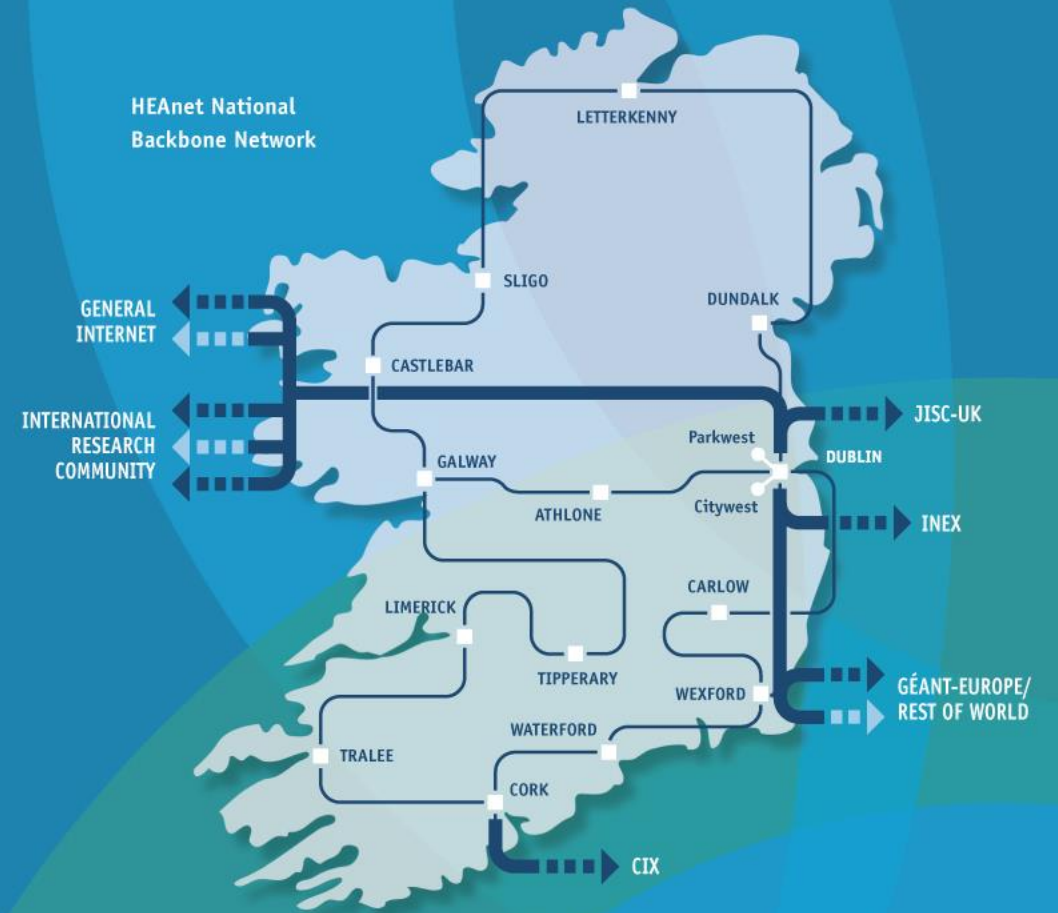 HEAnet National
Backbone Network
LETTERKENNY
SLIGO
DUNDALK
GENERAL
INTERNET
CASTLEBAR
INTERNATIONAL
RESEARCH
COMMUNITY
JISC-UK
Parkwest
DUBLIN
GALWAY
Citywest
ATHLONE
INEX
CARLOW
LIMERICK
TIPPERARY
WEXFORD
GÉANT-EUROPE/
REST OF WORLD
WATERFORD
TRALEE
CORK
CIX